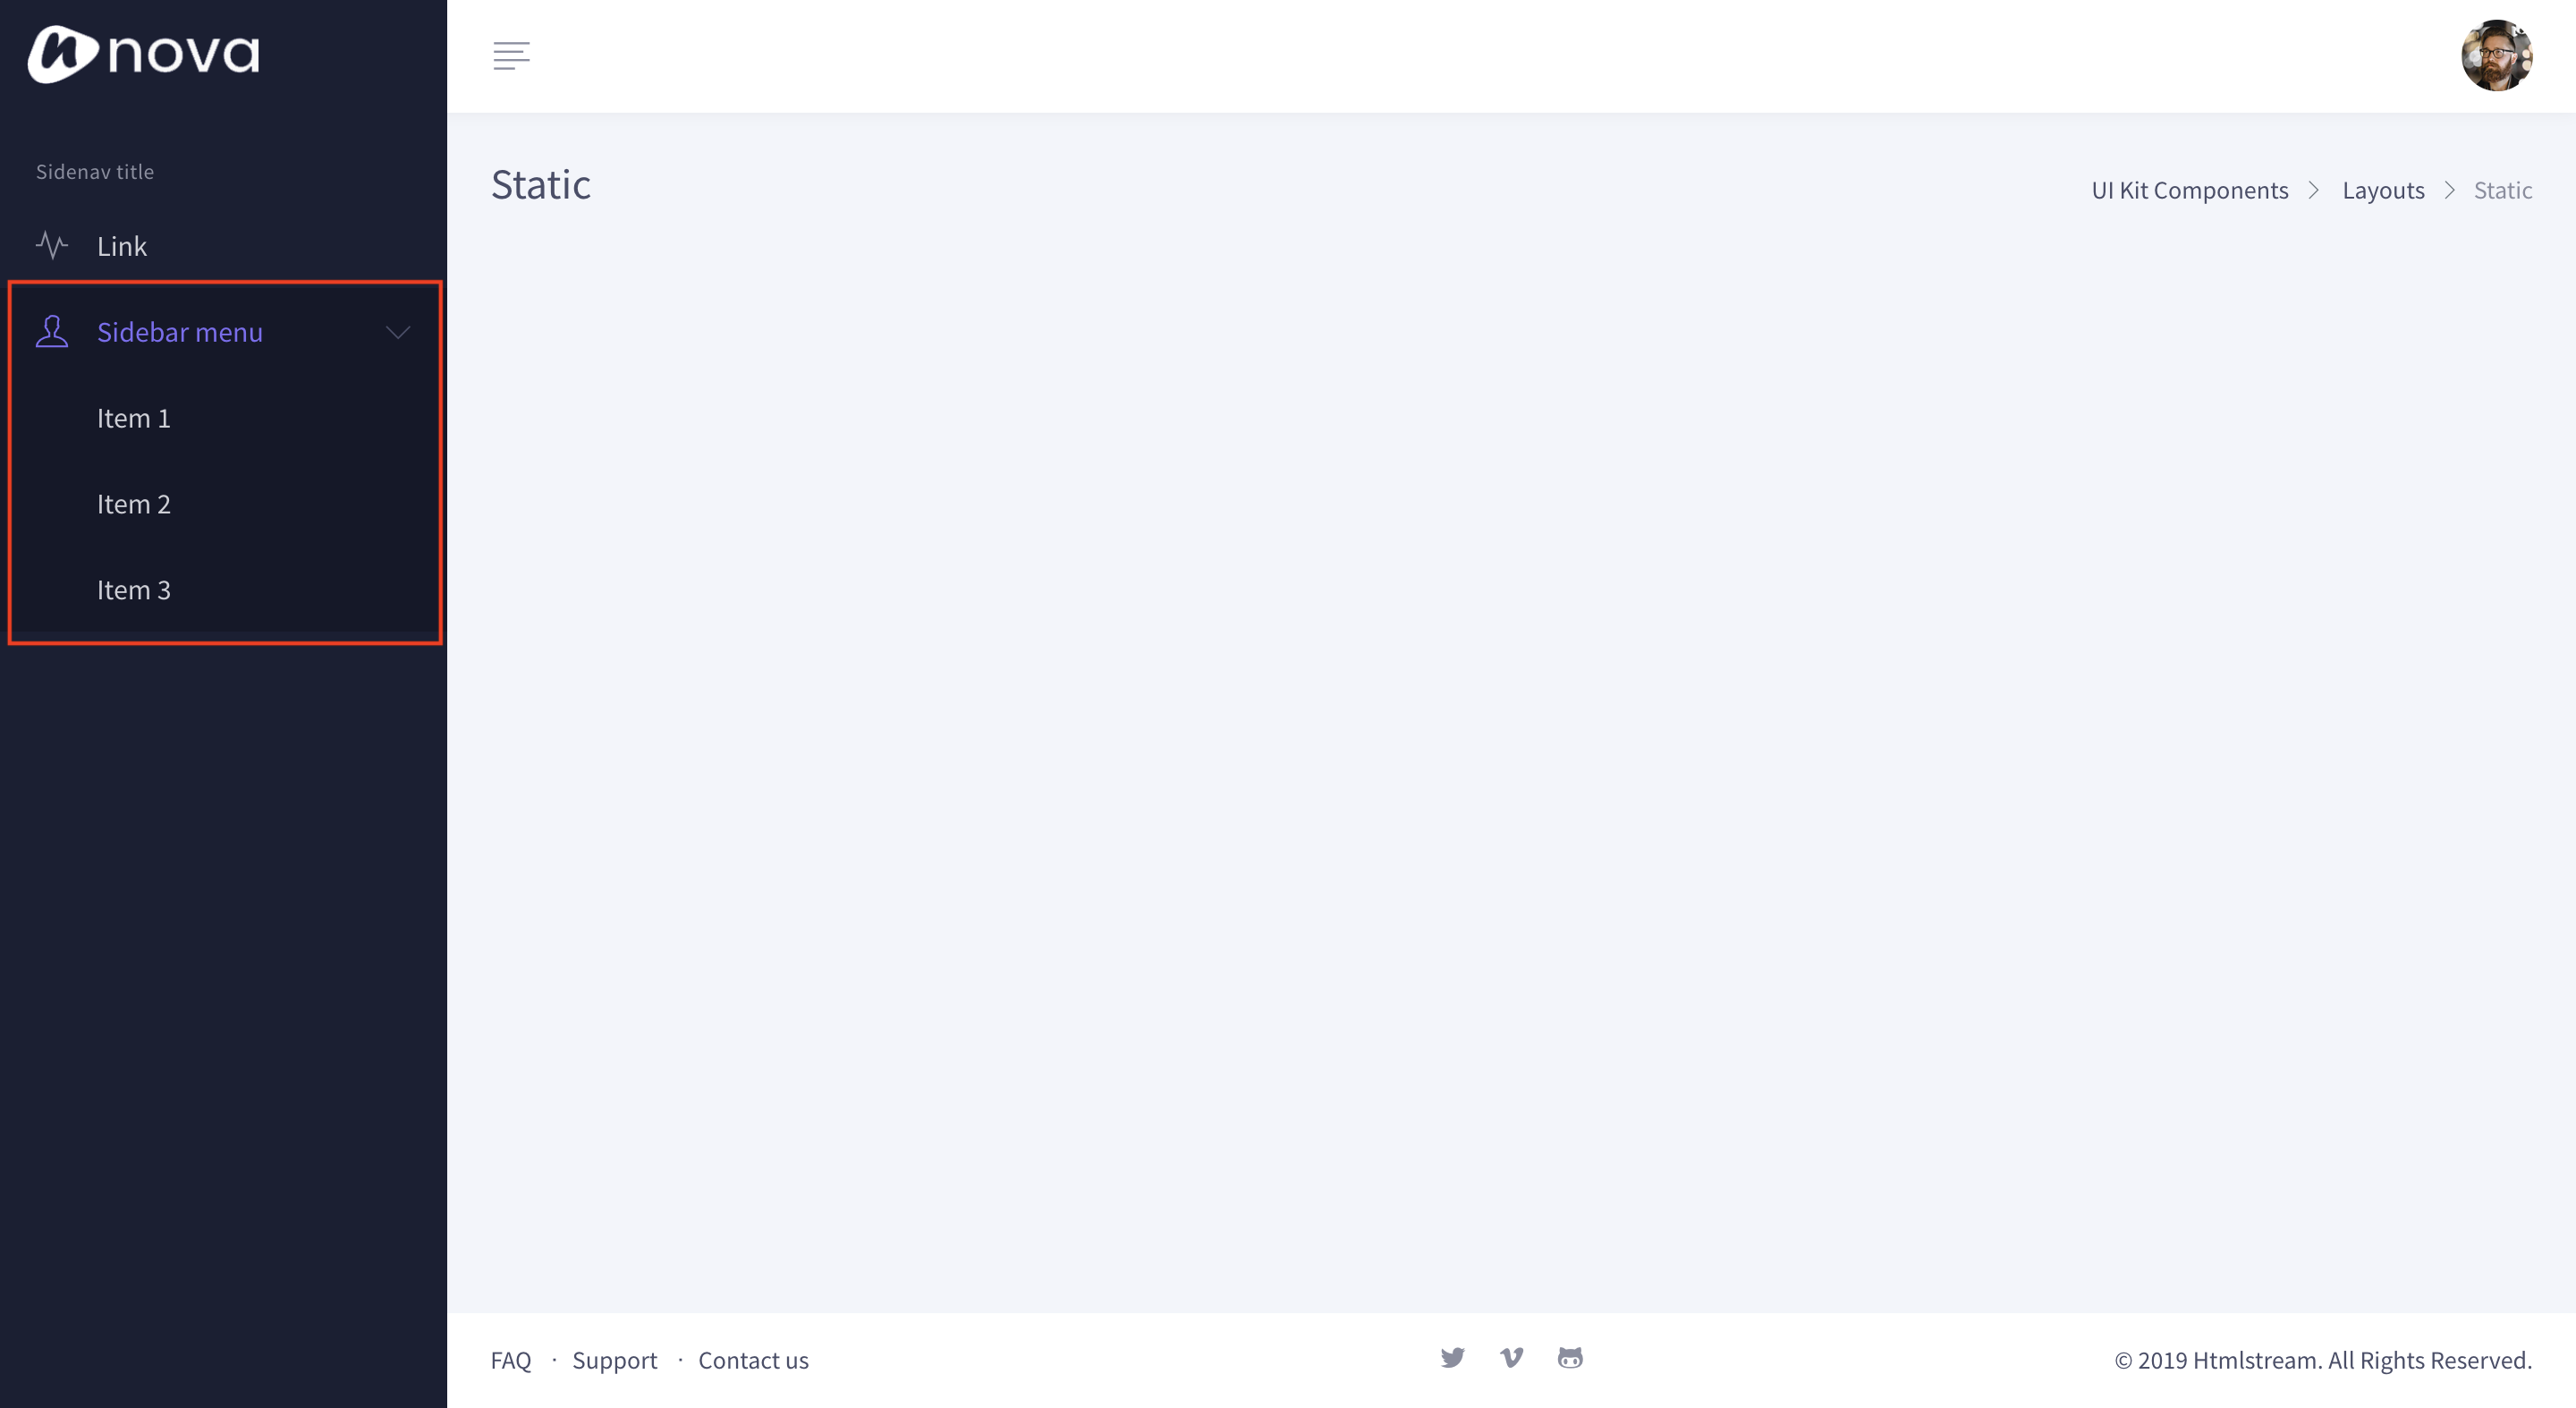 nova
Sidenav title
Link
Sidebar menu
Item 1
Item 2
Item 3
Static
UI Kit Components > Layouts > Static
FAQ · Support · Contact us
© 2019 Htmlstream. All Rights Reserved.